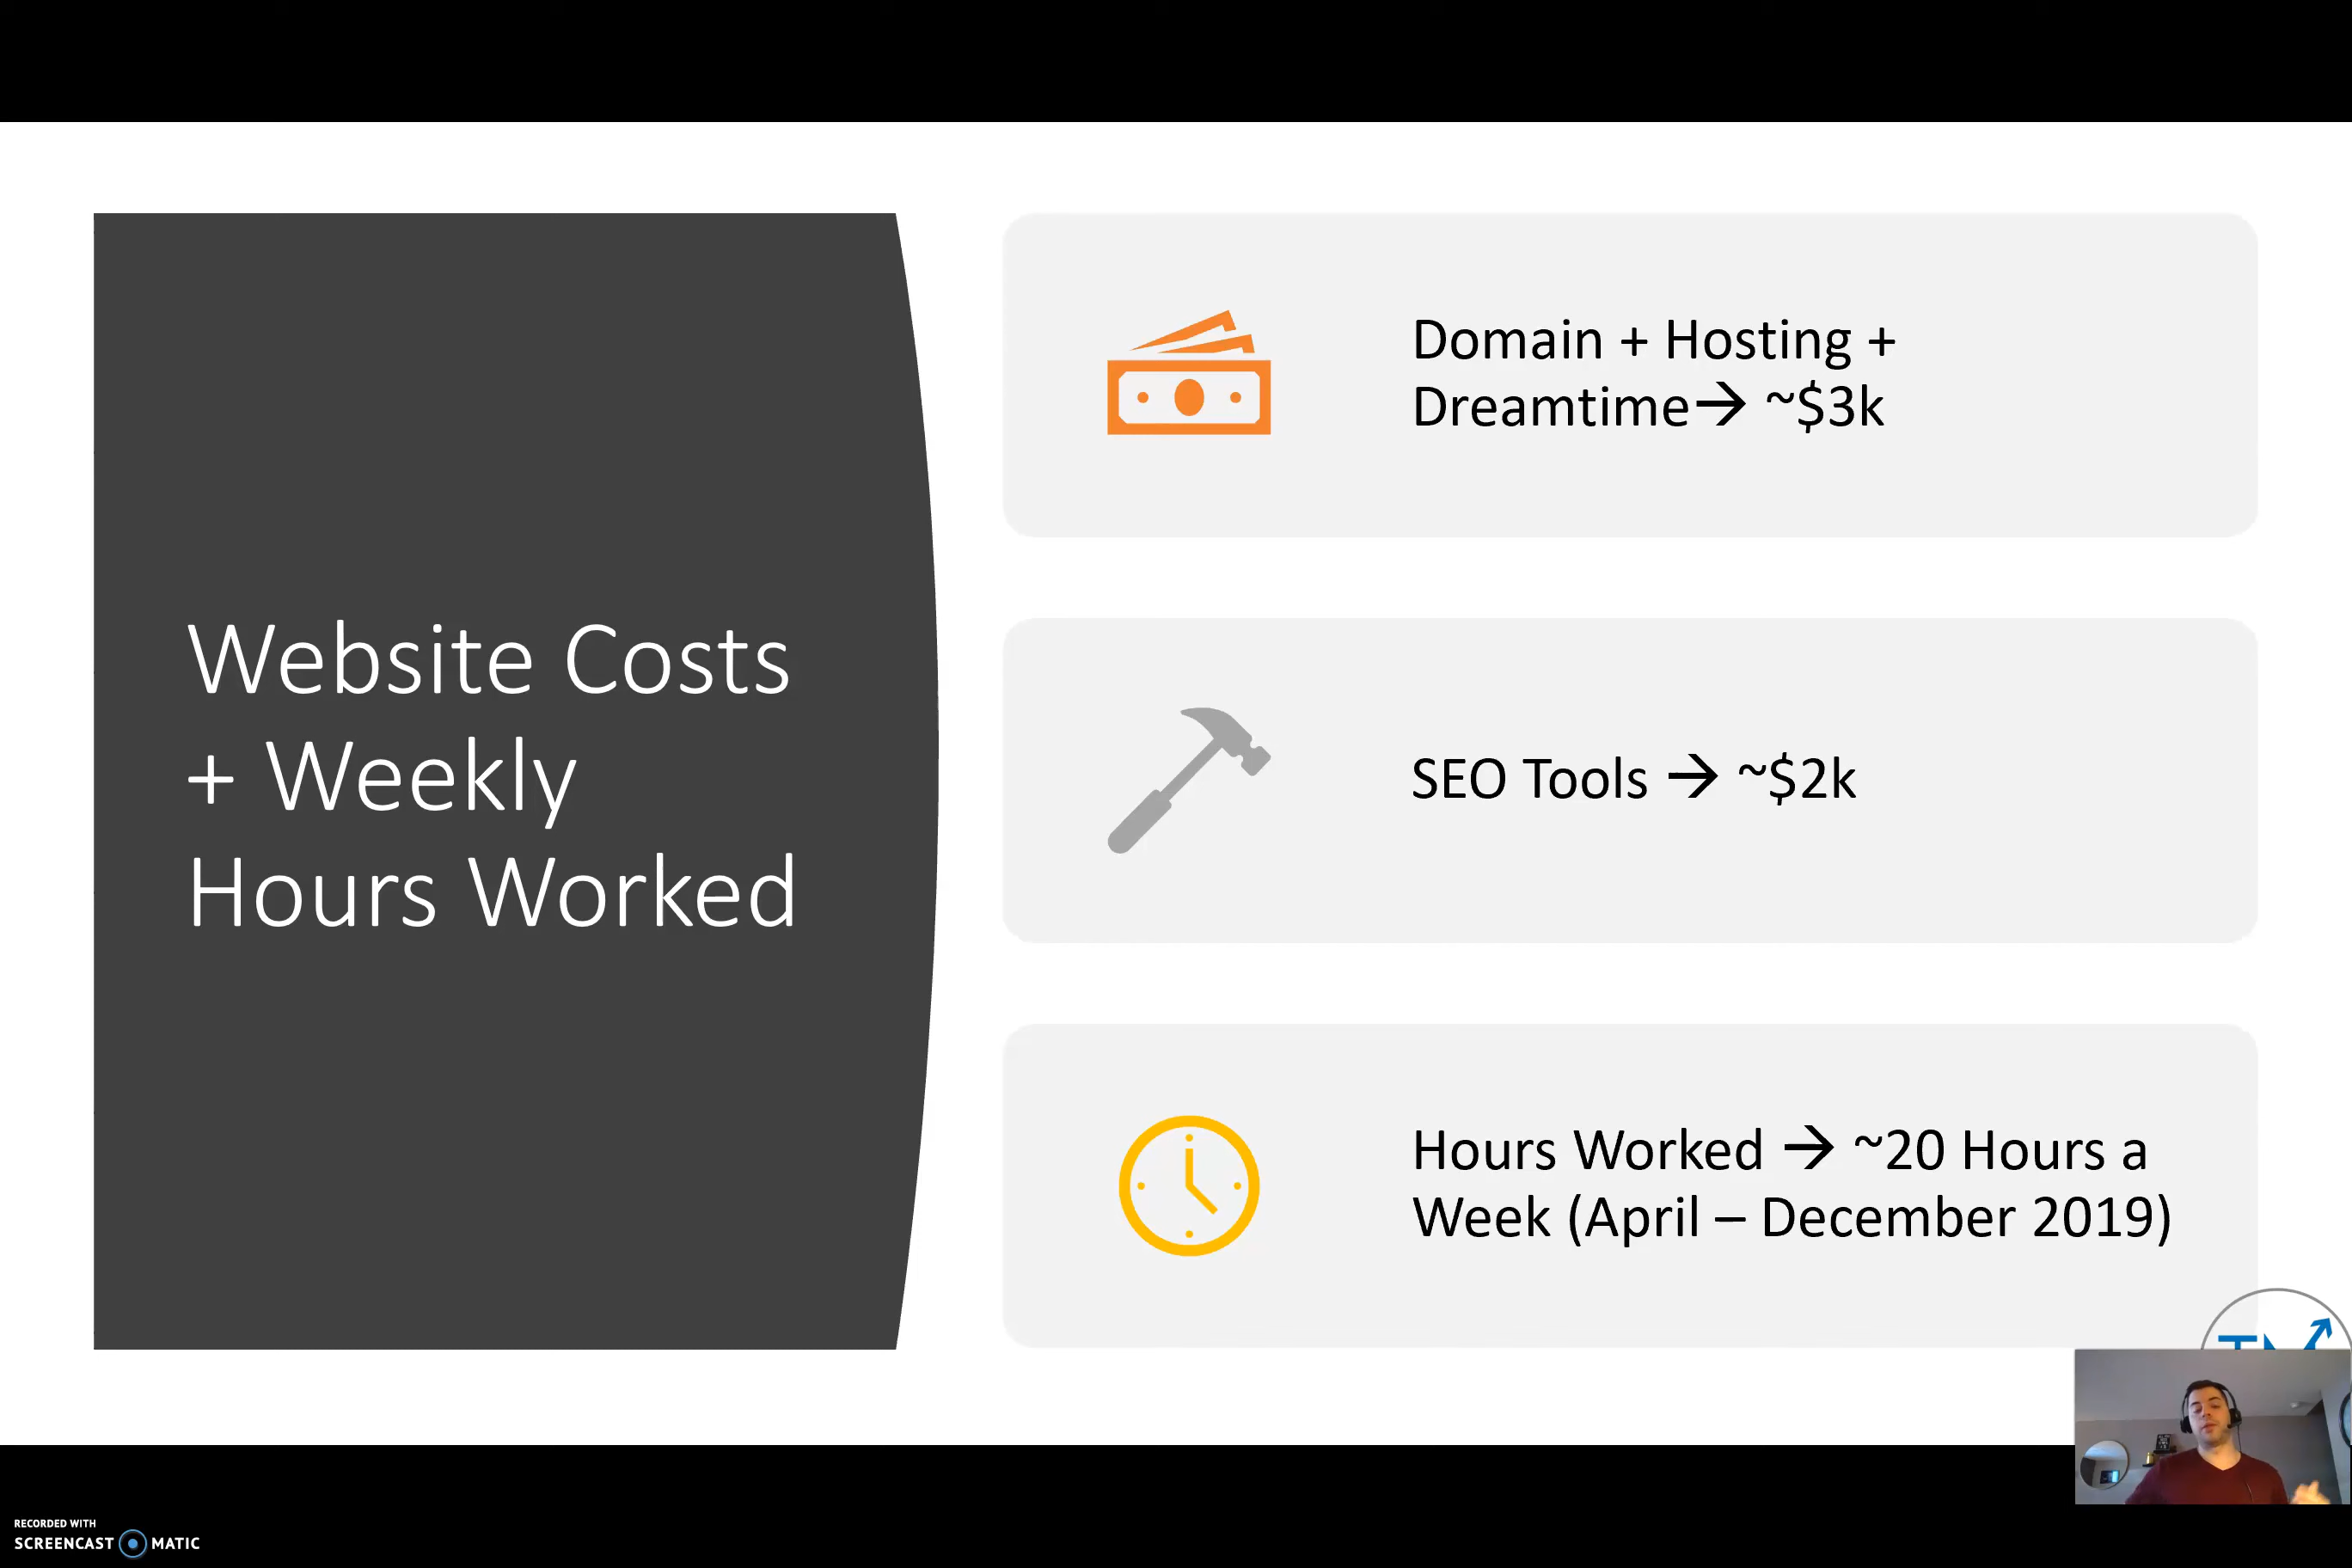 Website Costs
+ Weekly
Hours Worked
Domain + Hosting +
Dreamtime→ ~$3k
SEO Tools → ~$2k
Hours Worked → ~20 Hours a
Week (April – December 2019)
RECORDED WITH
SCREENCAST MATIC